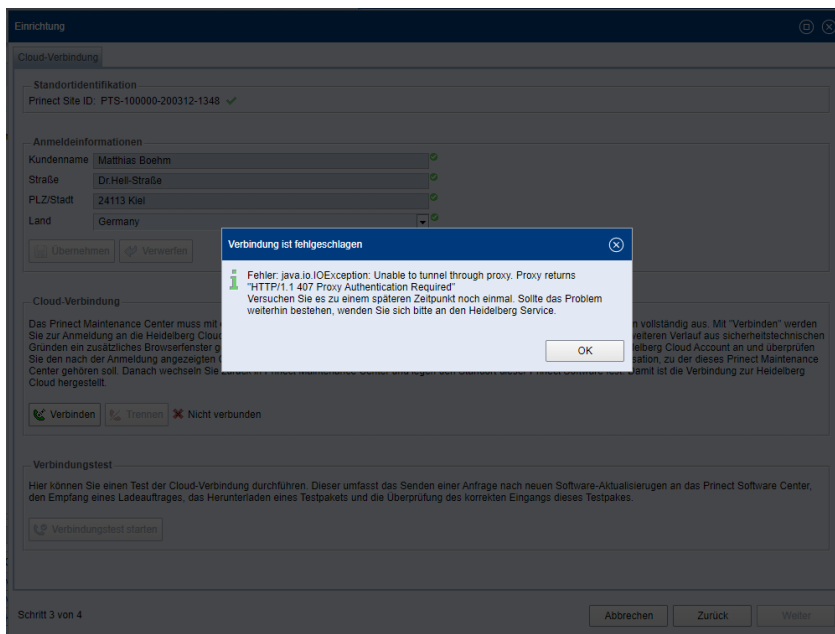 Einrichtung
Cloud-Verbindung
Standortidentifikation
Prinect Site ID: PTS-100000-200312-1348
Anmeldeinformationen
Kundenname Matthias Boehm
Straße Dr.Hell-Straße
PLZ/Stadt 24113 Kiel
Land Germany
Übernehmen Verwerfen
Verbindung ist fehlgeschlagen
Fehler: java.io.IOException: Unable to tunnel through proxy. Proxy returns
"HTTP/1.1 407 Proxy Authentication Required"
Versuchen Sie es zu einem späteren Zeitpunkt noch einmal. Sollte das Problem
weiterhin bestehen, wenden Sie sich bitte an den Heidelberg Service.
OK
Cloud-Verbindung
Das Prinect Maintenance Center muss mit n vollständig aus. Mit "Verbinden" werden
Sie zur Anmeldung an die Heidelberg Cloud weiteren Verlauf aus sicherheitstechnischen
Gründen ein zusätzliches Browserfenster elberg Cloud Account an und überprüfen
Sie den nach der Anmeldung angezeigten sation, zu der dieses Prinect Maintenance
Center gehören soll. Danach wechseln Sie
Cloud hergestellt.
Verbinden Trennen Nicht verbunden
Verbindungstest
Hier können Sie einen Test der Cloud-Verbindung durchführen. Dieser umfasst das Senden einer Anfrage nach neuen Software-Aktualisierugen an das Prinect Software Center,
den Empfang eines Ladeauftrages, das Herunterladen eines Testpakets und die Überprüfung des korrekten Eingangs dieses Testpakes.
Verbindungstest starten
Schritt 3 von 4
Abbrechen Zurück Weiter